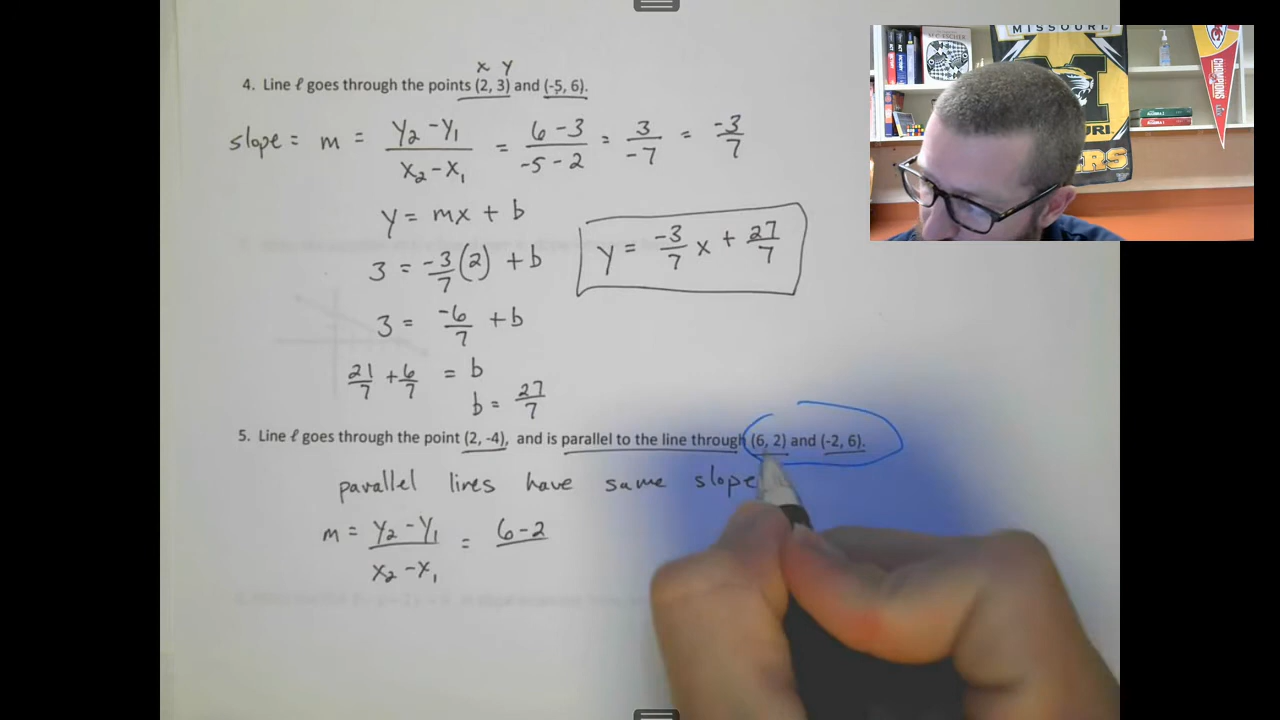 MISSOURI
M.C. ESCHER
CHAMPIONS
x y
4. Line ℓ goes through the points (2, 3) and (-5, 6).
slope = m = y₂ - y₁ / x₂ - x₁ = 6 - 3 / -5 - 2 = 3 / -7 = -3 / 7
y = mx + b
y = -3/7 x + 27/7
3 = -3/7 (2) + b
3 = -6/7 + b
21/7 + 6/7 = b
b = 27/7
5. Line ℓ goes through the point (2, -4), and is parallel to the line through (6, 2) and (-2, 6).
parallel lines have same slope
m = y₂ - y₁ / x₂ - x₁ = 6 - 2